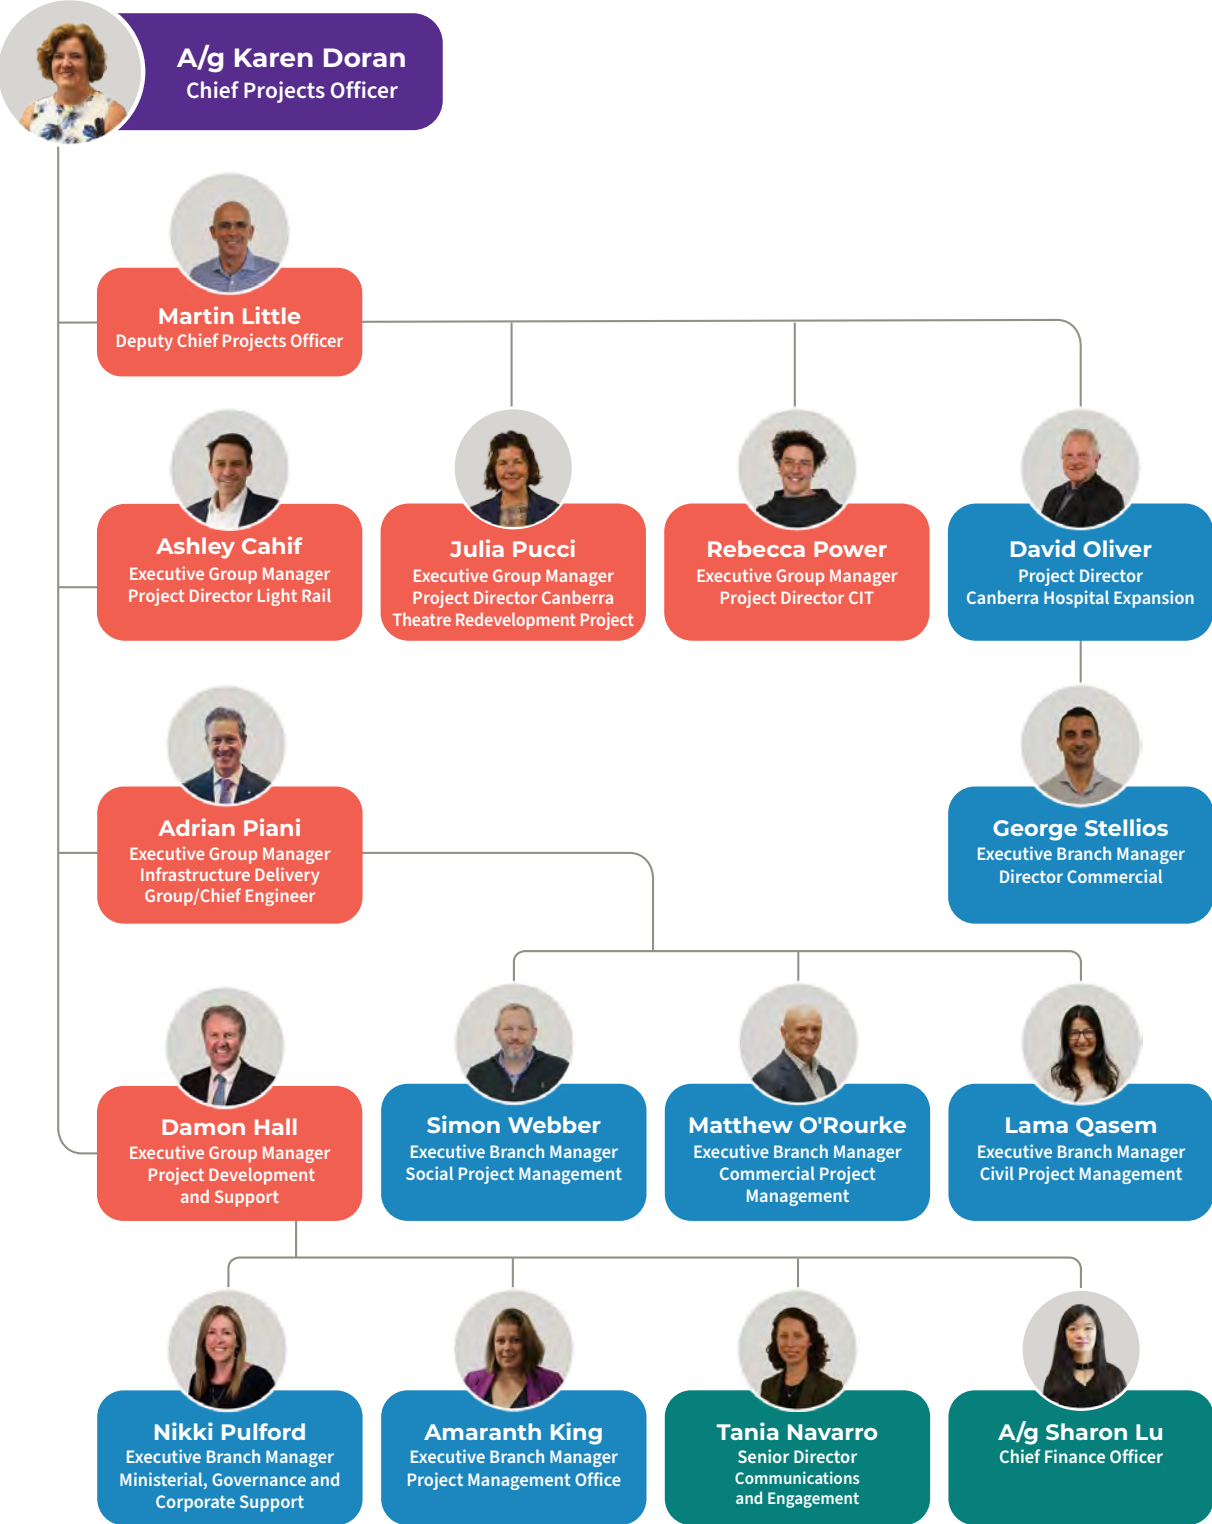 A/g Karen Doran
Chief Projects Officer
Martin Little
Deputy Chief Projects Officer
Ashley Cahif
Executive Group Manager
Project Director Light Rail
Julia Pucci
Executive Group Manager
Project Director Canberra
Theatre Redevelopment Project
Rebecca Power
Executive Group Manager
Project Director CIT
David Oliver
Project Director
Canberra Hospital Expansion
Adrian Piani
Executive Group Manager
Infrastructure Delivery
Group/Chief Engineer
George Stellios
Executive Branch Manager
Director Commercial
Damon Hall
Executive Group Manager
Project Development
and Support
Simon Webber
Executive Branch Manager
Social Project Management
Matthew O'Rourke
Executive Branch Manager
Commercial Project
Management
Lama Qasem
Executive Branch Manager
Civil Project Management
Nikki Pulford
Executive Branch Manager
Ministerial, Governance and
Corporate Support
Amaranth King
Executive Branch Manager
Project Management Office
Tania Navarro
Senior Director
Communications
and Engagement
A/g Sharon Lu
Chief Finance Officer